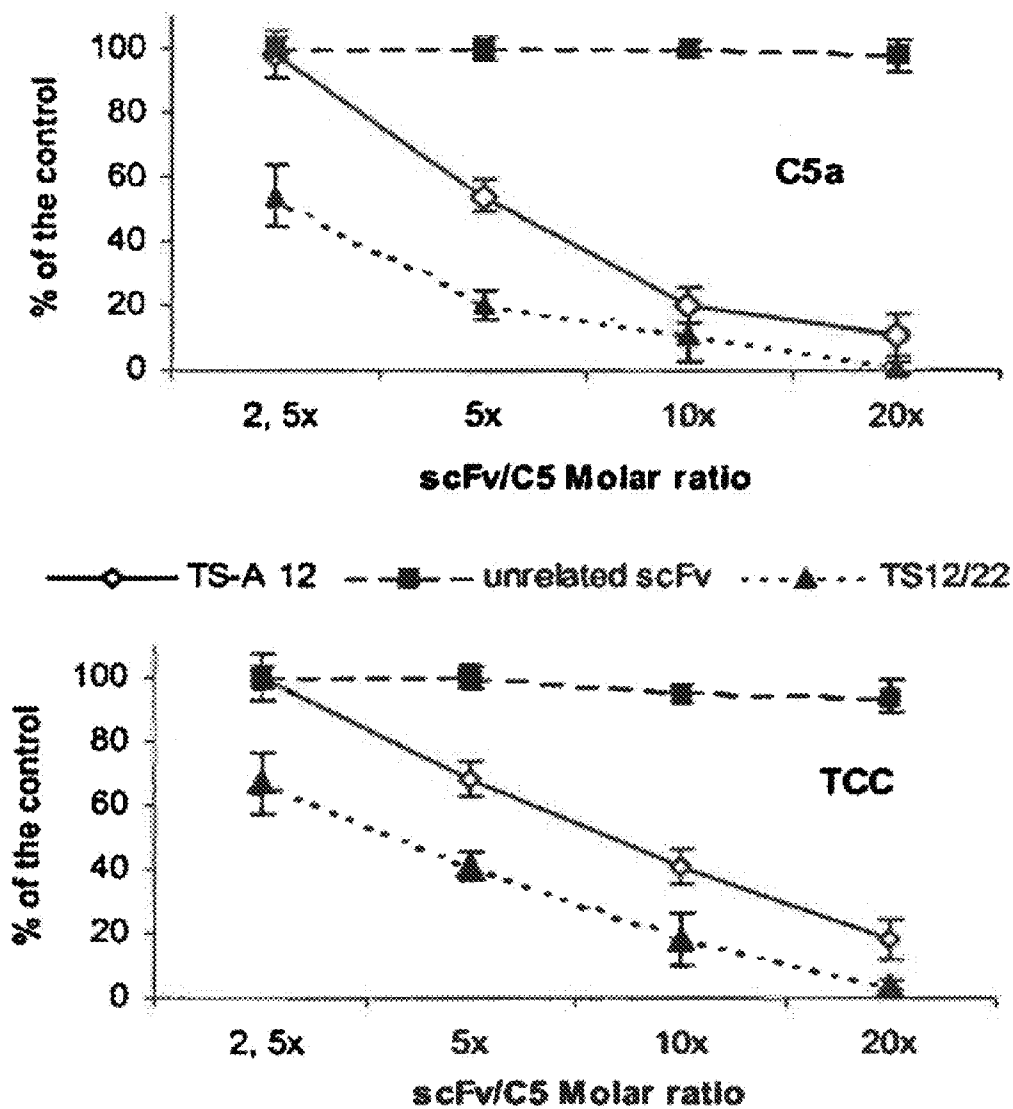 % of the control
100
80
60
40
20
0
C5a
2, 5x 5x 10x 20x
scFv/C5 Molar ratio
TS-A 12 unrelated scFv TS12/22
% of the control
100
80
60
40
20
0
TCC
2, 5x 5x 10x 20x
scFv/C5 Molar ratio